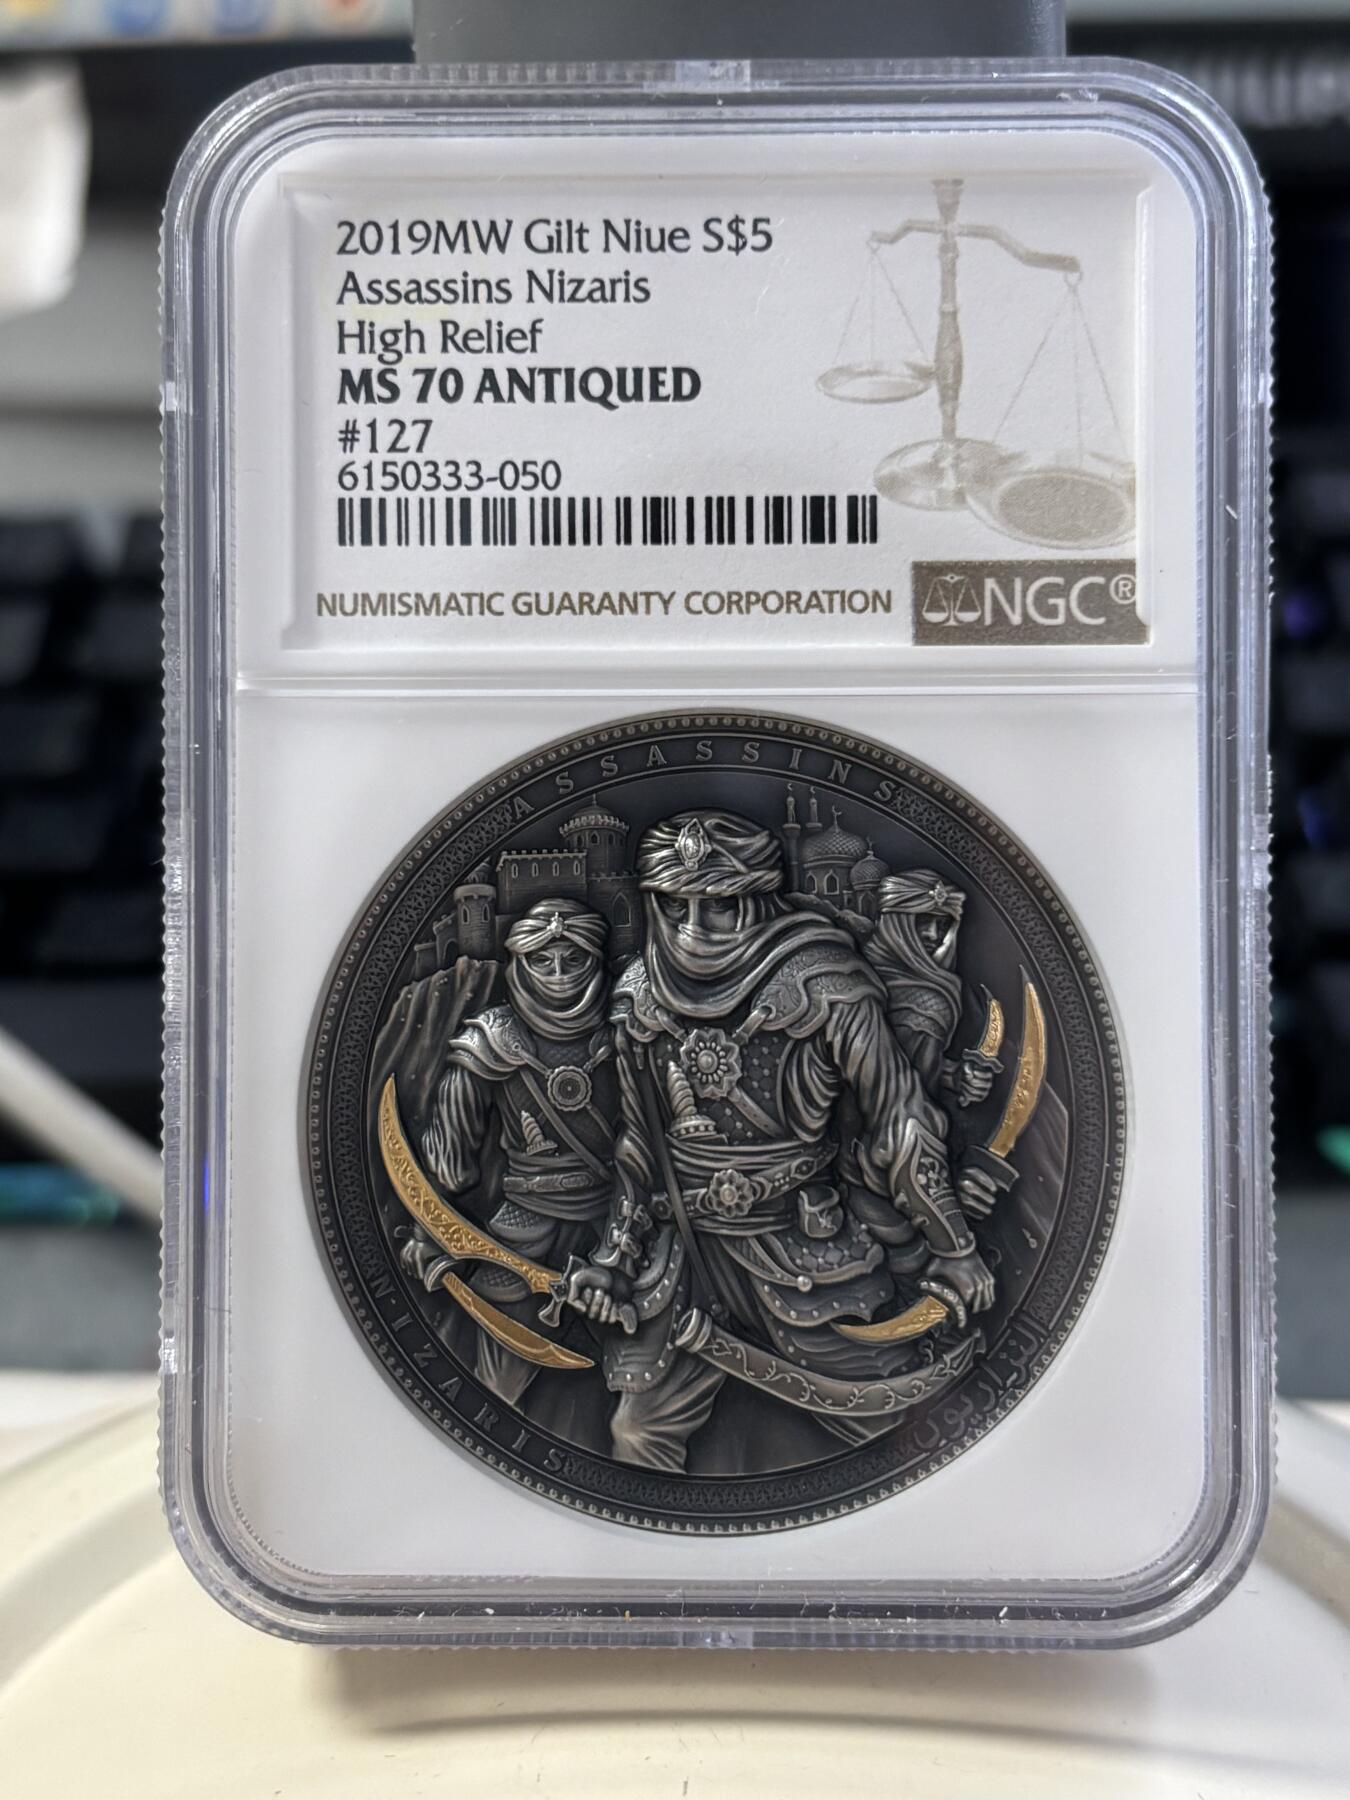 2019MW Gilt Niue S$5
Assassins Nizaris
High Relief
MS 70 ANTIQUED
#127
6150333-050
NUMISMATIC GUARANTY CORPORATION
NGC®
ASSASSINS
NIZARIS
النزاريون